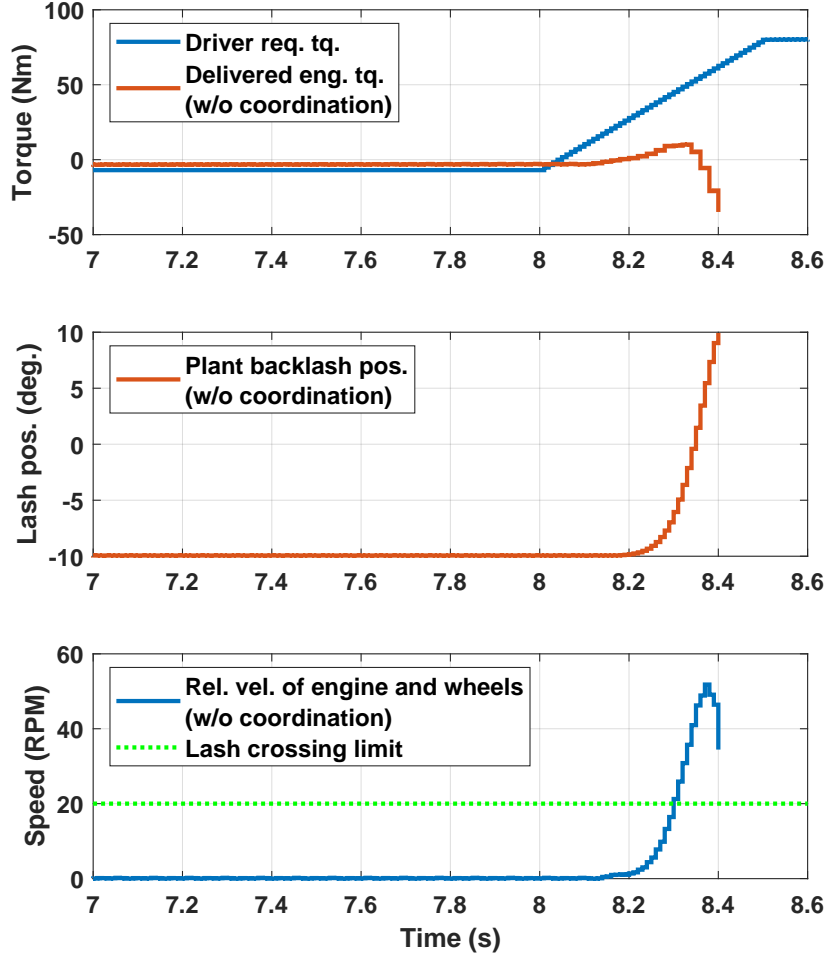 100
Driver req. tq.
Delivered eng. tq.
(w/o coordination)
50
0
-50
Torque (Nm)
7 7.2 7.4 7.6 7.8 8 8.2 8.4 8.6
10
Plant backlash pos.
(w/o coordination)
5
0
-5
-10
Lash pos. (deg.)
7 7.2 7.4 7.6 7.8 8 8.2 8.4 8.6
60
Rel. vel. of engine and wheels
(w/o coordination)
Lash crossing limit
40
20
0
Speed (RPM)
7 7.2 7.4 7.6 7.8 8 8.2 8.4 8.6
Time (s)